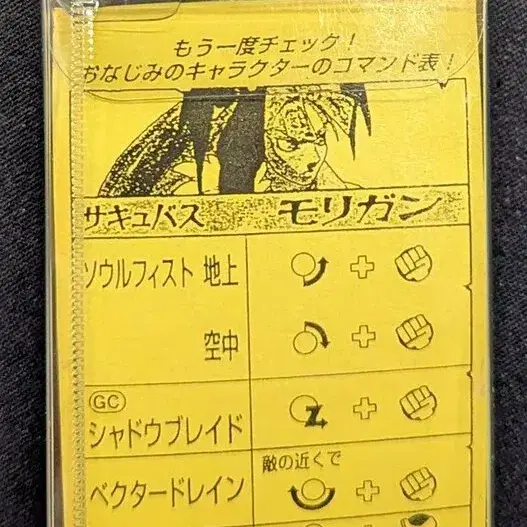 もう一度チェック！
おなじみのキャラクターのコマンド表！
サキュバス モリガン
ソウルフィスト 地上 +
空中 +
GC
シャドウブレイド +
敵の近くで
ベクタードレイン +